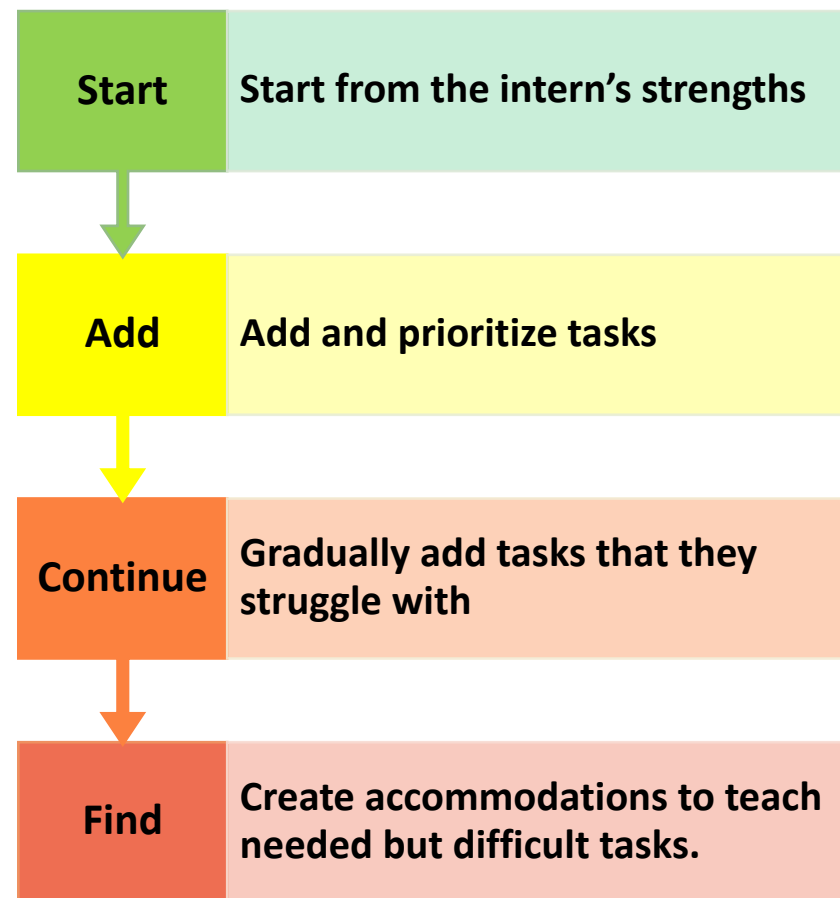 Start
Start from the intern’s strengths
Add
Add and prioritize tasks
Continue
Gradually add tasks that they
struggle with
Find
Create accommodations to teach
needed but difficult tasks.